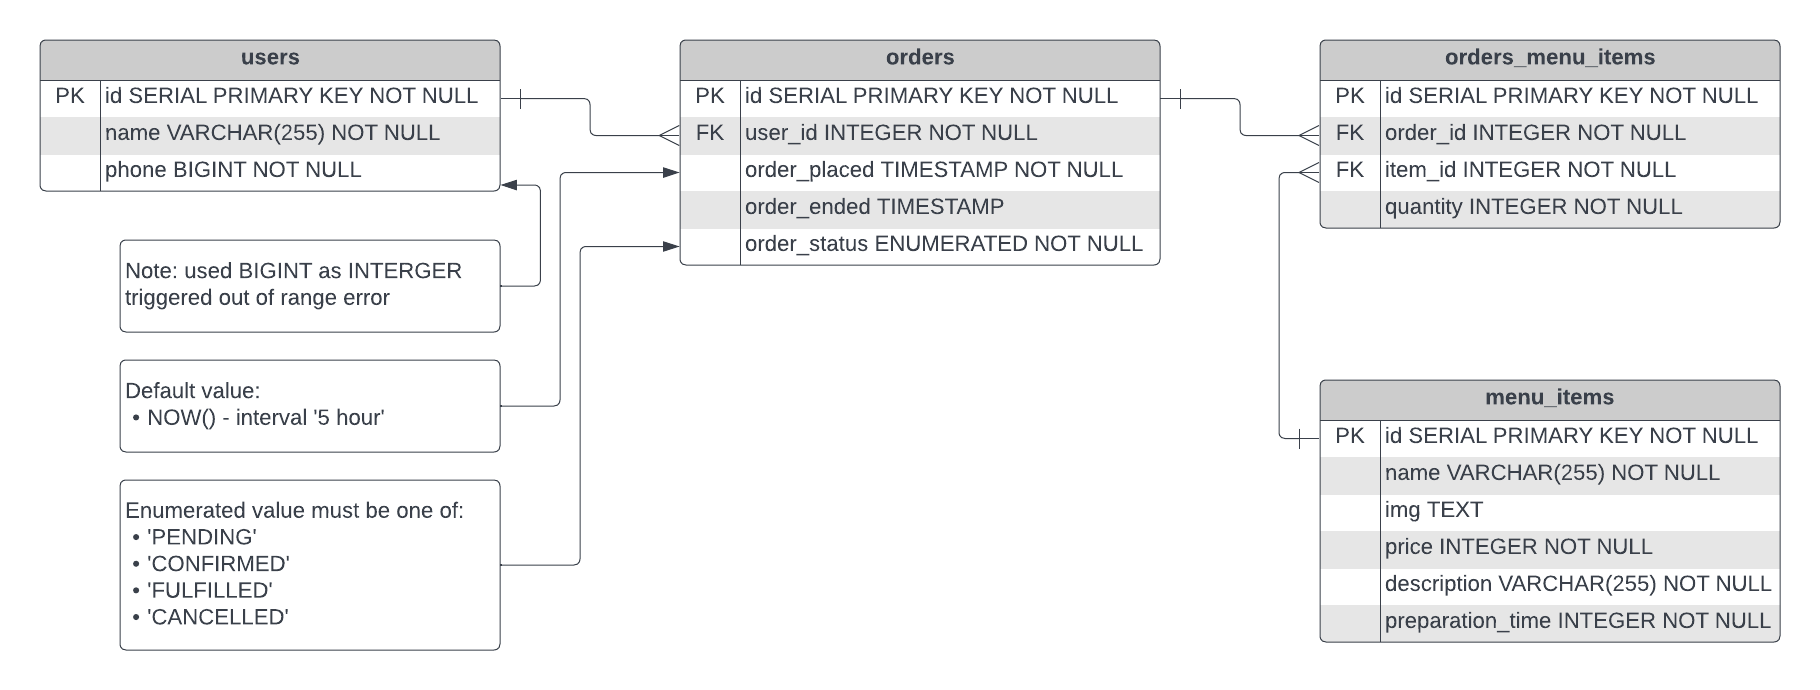 users
PK id SERIAL PRIMARY KEY NOT NULL
name VARCHAR(255) NOT NULL
phone BIGINT NOT NULL
Note: used BIGINT as INTERGER
triggered out of range error
Default value:
• NOW() - interval '5 hour'
Enumerated value must be one of:
• 'PENDING'
• 'CONFIRMED'
• 'FULFILLED'
• 'CANCELLED'
orders
PK id SERIAL PRIMARY KEY NOT NULL
FK user_id INTEGER NOT NULL
order_placed TIMESTAMP NOT NULL
order_ended TIMESTAMP
order_status ENUMERATED NOT NULL
orders_menu_items
PK id SERIAL PRIMARY KEY NOT NULL
FK order_id INTEGER NOT NULL
FK item_id INTEGER NOT NULL
quantity INTEGER NOT NULL
menu_items
PK id SERIAL PRIMARY KEY NOT NULL
name VARCHAR(255) NOT NULL
img TEXT
price INTEGER NOT NULL
description VARCHAR(255) NOT NULL
preparation_time INTEGER NOT NULL